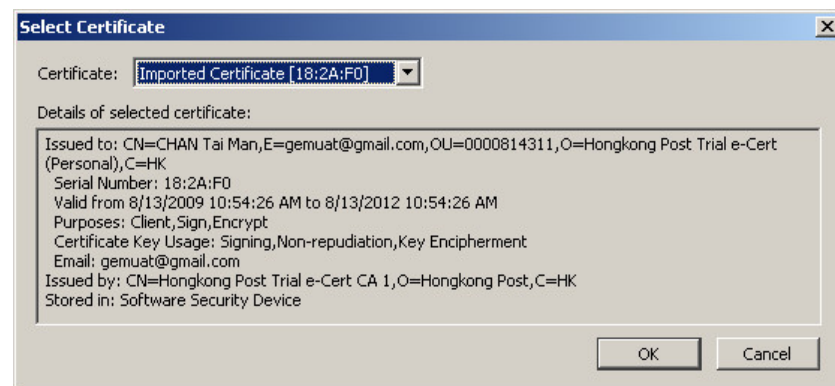 Select Certificate
Certificate: Imported Certificate [18:2A:F0]
Details of selected certificate:
Issued to: CN=CHAN Tai Man,E=gemuat@gmail.com,OU=0000814311,O=Hongkong Post Trial e-Cert
(Personal),C=HK
Serial Number: 18:2A:F0
Valid from 8/13/2009 10:54:26 AM to 8/13/2012 10:54:26 AM
Purposes: Client,Sign,Encrypt
Certificate Key Usage: Signing,Non-repudiation,Key Encipherment
Email: gemuat@gmail.com
Issued by: CN=Hongkong Post Trial e-Cert CA 1,O=Hongkong Post,C=HK
Stored in: Software Security Device
OK Cancel